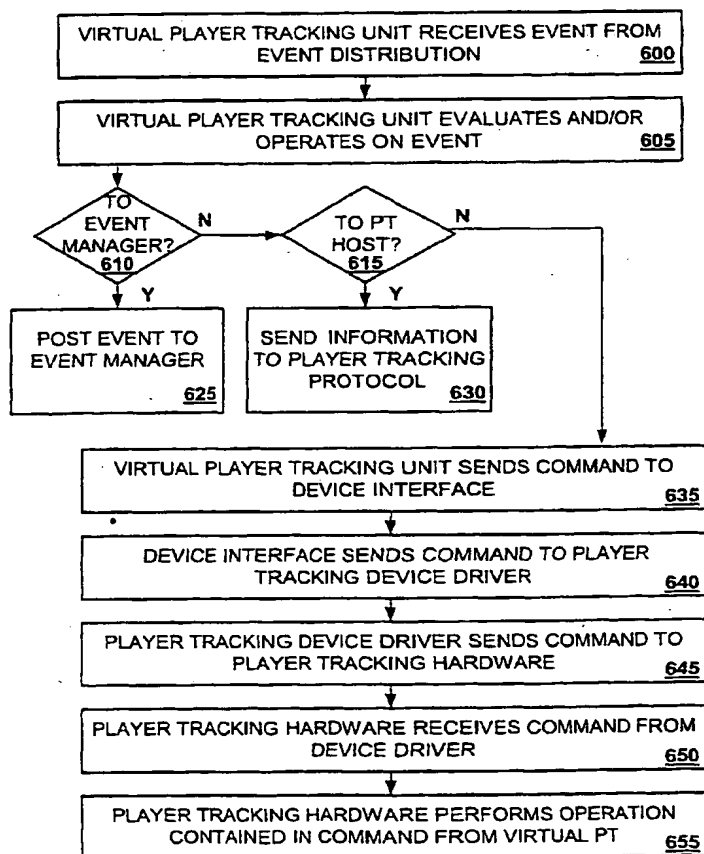 VIRTUAL PLAYER TRACKING UNIT RECEIVES EVENT FROM
EVENT DISTRIBUTION 600
VIRTUAL PLAYER TRACKING UNIT EVALUATES AND/OR
OPERATES ON EVENT 605
TO
EVENT
MANAGER?
610
N
Y
TO PT
HOST?
615
N
Y
POST EVENT TO
EVENT MANAGER
625
SEND INFORMATION
TO PLAYER TRACKING
PROTOCOL 630
VIRTUAL PLAYER TRACKING UNIT SENDS COMMAND TO
DEVICE INTERFACE 635
DEVICE INTERFACE SENDS COMMAND TO PLAYER
TRACKING DEVICE DRIVER 640
PLAYER TRACKING DEVICE DRIVER SENDS COMMAND TO
PLAYER TRACKING HARDWARE 645
PLAYER TRACKING HARDWARE RECEIVES COMMAND FROM
DEVICE DRIVER 650
PLAYER TRACKING HARDWARE PERFORMS OPERATION
CONTAINED IN COMMAND FROM VIRTUAL PT 655